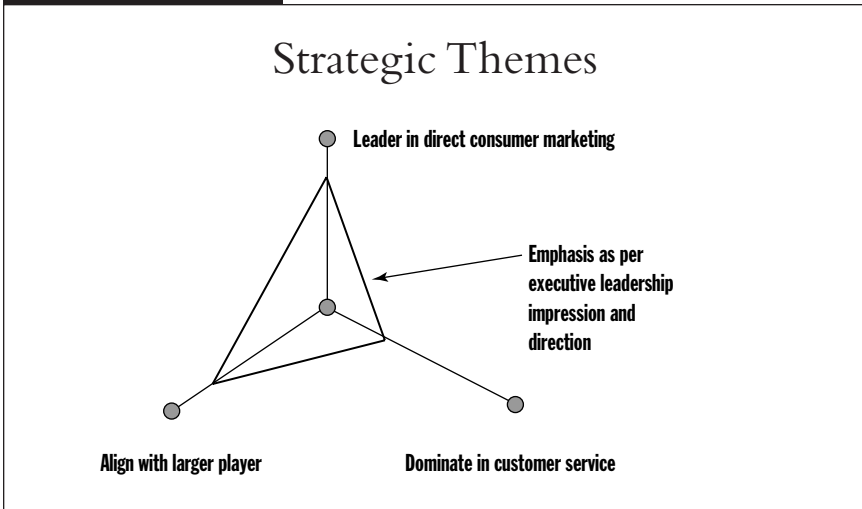 Strategic Themes
Leader in direct consumer marketing
Emphasis as per
executive leadership
impression and
direction
Align with larger player
Dominate in customer service